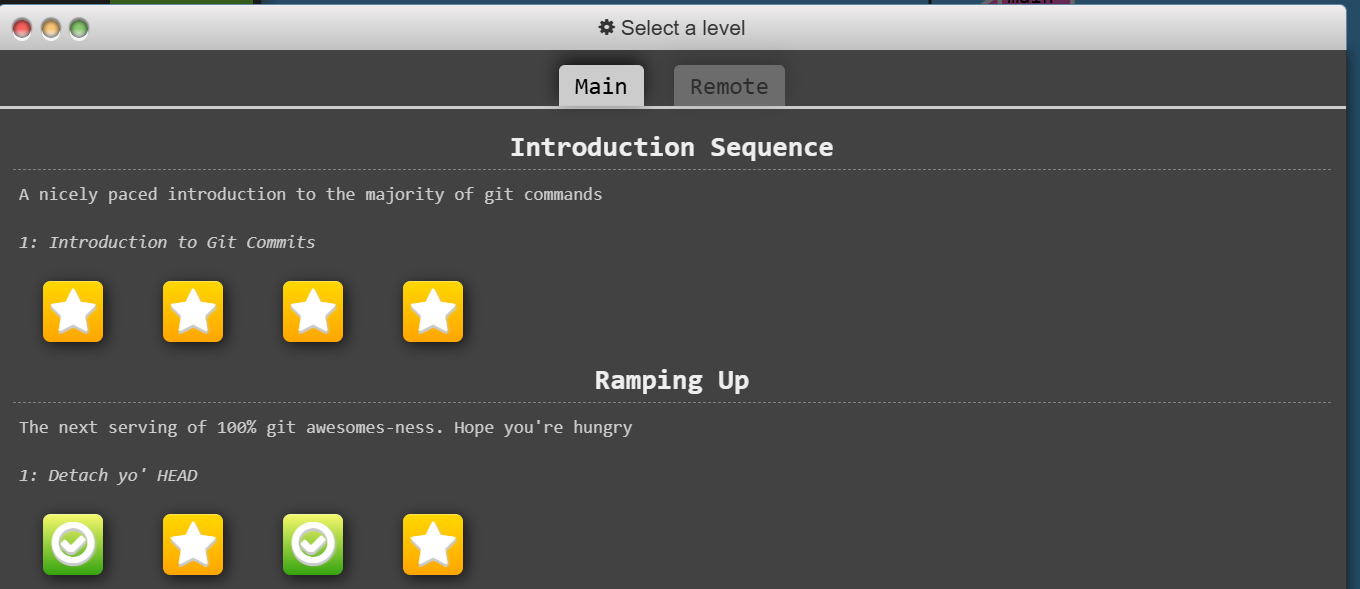 main
Select a level
Main Remote
Introduction Sequence
A nicely paced introduction to the majority of git commands
1: Introduction to Git Commits
Ramping Up
The next serving of 100% git awesomes-ness. Hope you're hungry
1: Detach yo' HEAD